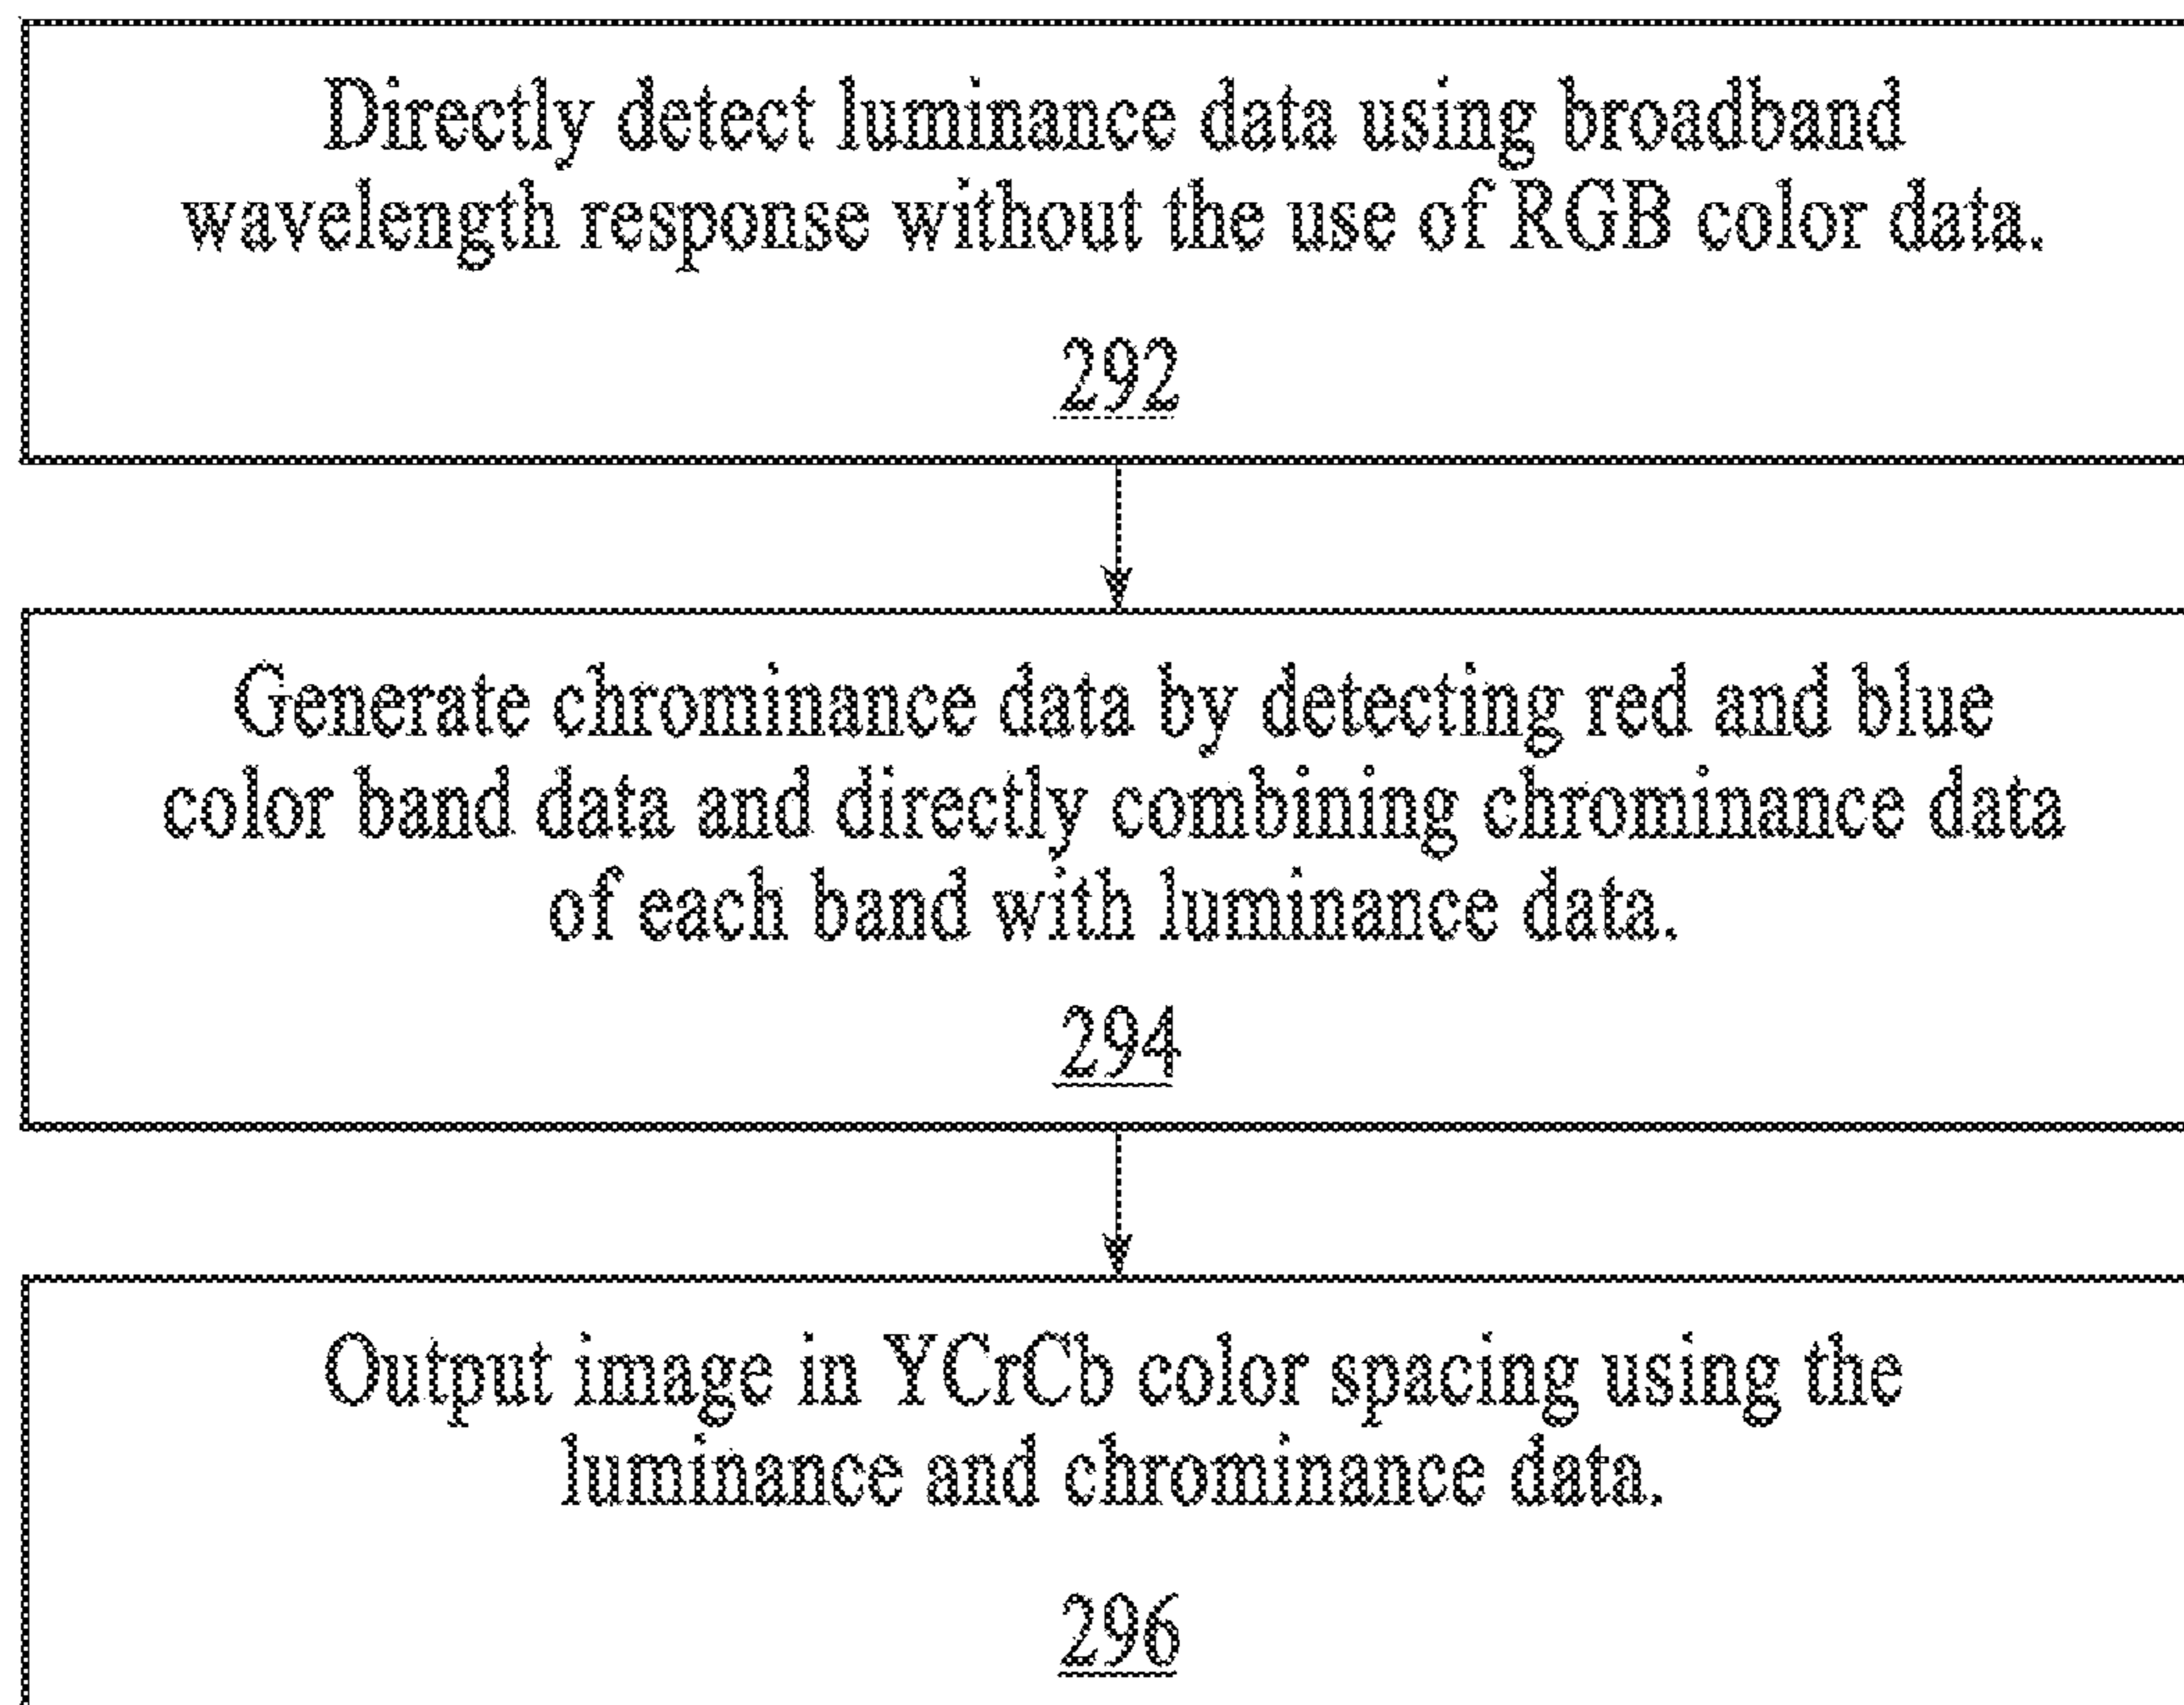 Directly detect luminance data using broadband
wavelength response without the use of RGB color data.
292
Generate chrominance data by detecting red and blue
color band data and directly combining chrominance data
of each band with luminance data.
294
Output image in YCrCb color spacing using the
luminance and chrominance data.
296